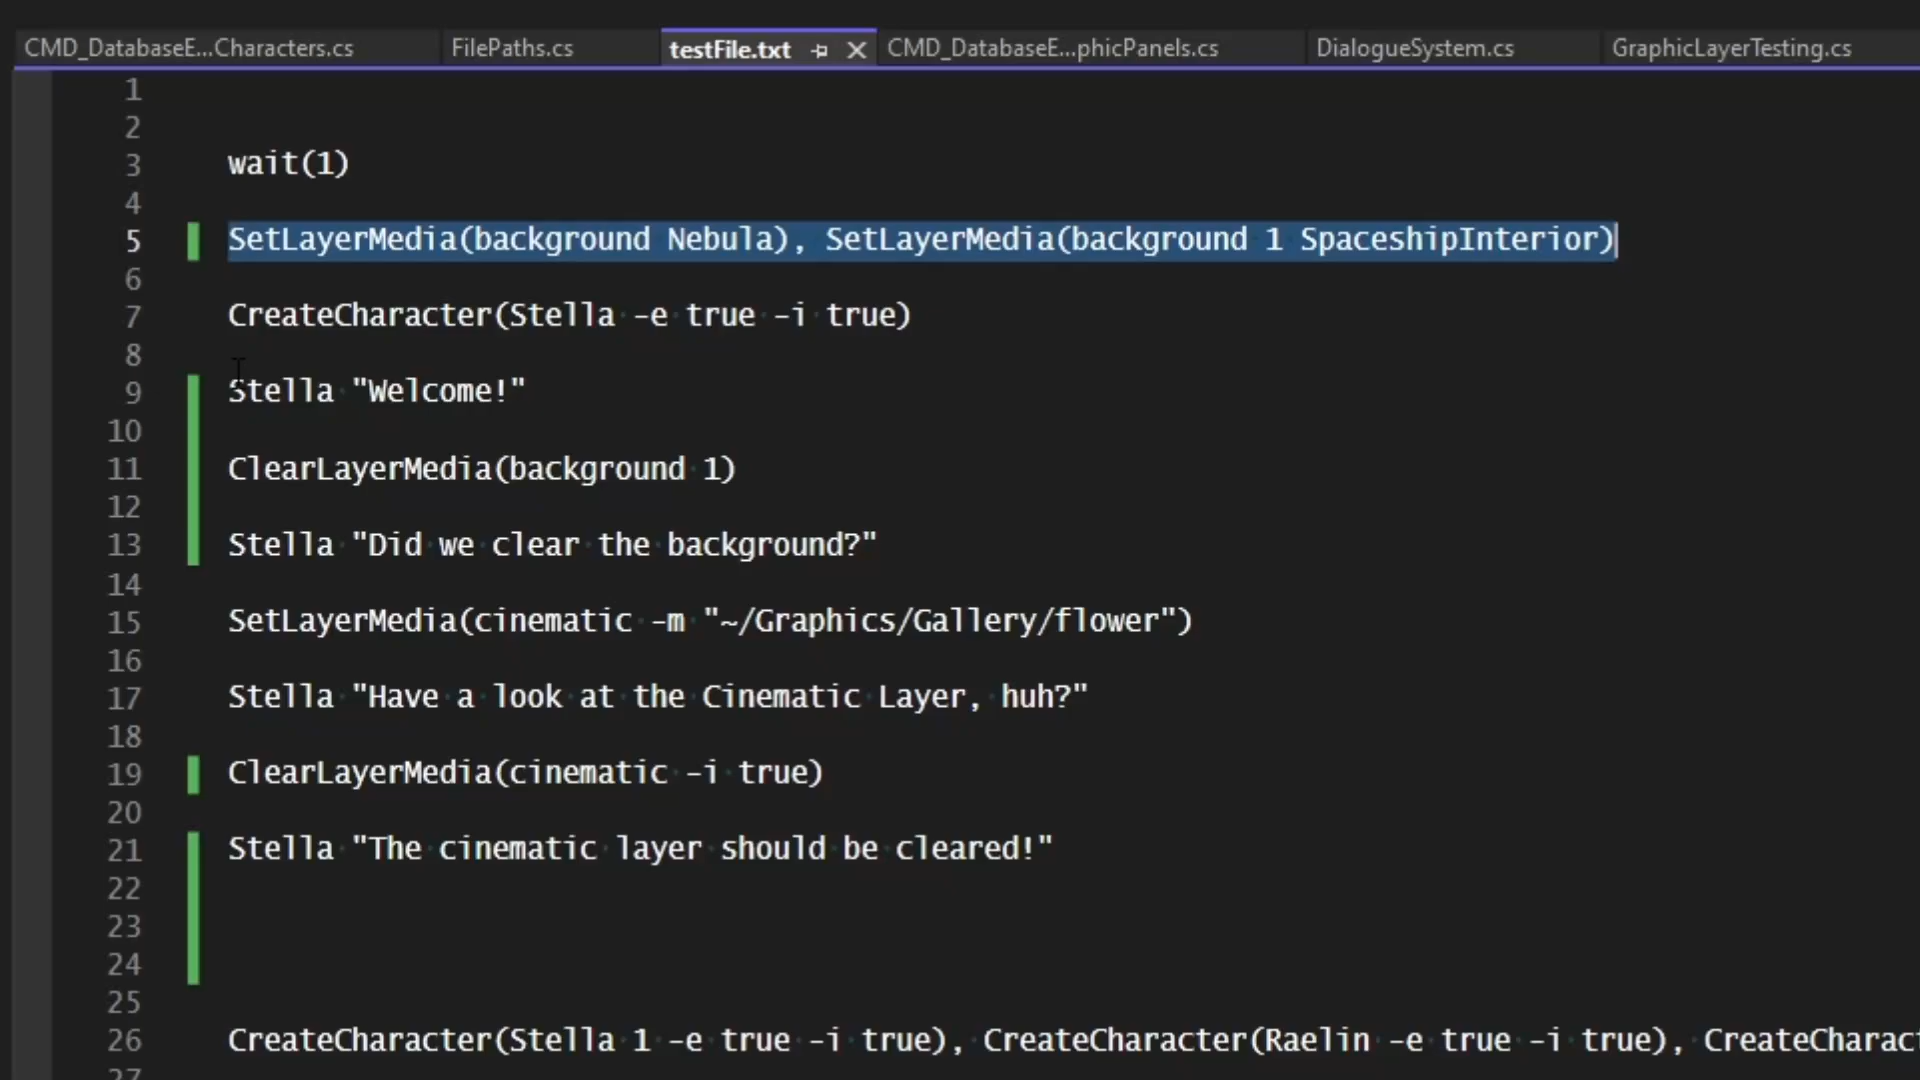 CMD_DatabaseE...Characters.cs FilePaths.cs testFile.txt CMD_DatabaseE...phicPanels.cs DialogueSystem.cs GraphicLayerTesting.cs
1
2
3 wait(1)
4
5 SetLayerMedia(background Nebula), SetLayerMedia(background 1 SpaceshipInterior)
6
7 CreateCharacter(Stella -e true -i true)
8
9 Stella "Welcome!"
10
11 ClearLayerMedia(background 1)
12
13 Stella "Did we clear the background?"
14
15 SetLayerMedia(cinematic -m "~/Graphics/Gallery/flower")
16
17 Stella "Have a look at the Cinematic Layer, huh?"
18
19 ClearLayerMedia(cinematic -i true)
20
21 Stella "The cinematic layer should be cleared!"
22
23
24
25
26 CreateCharacter(Stella 1 -e true -i true), CreateCharacter(Raelin -e true -i true), CreateCharact
27